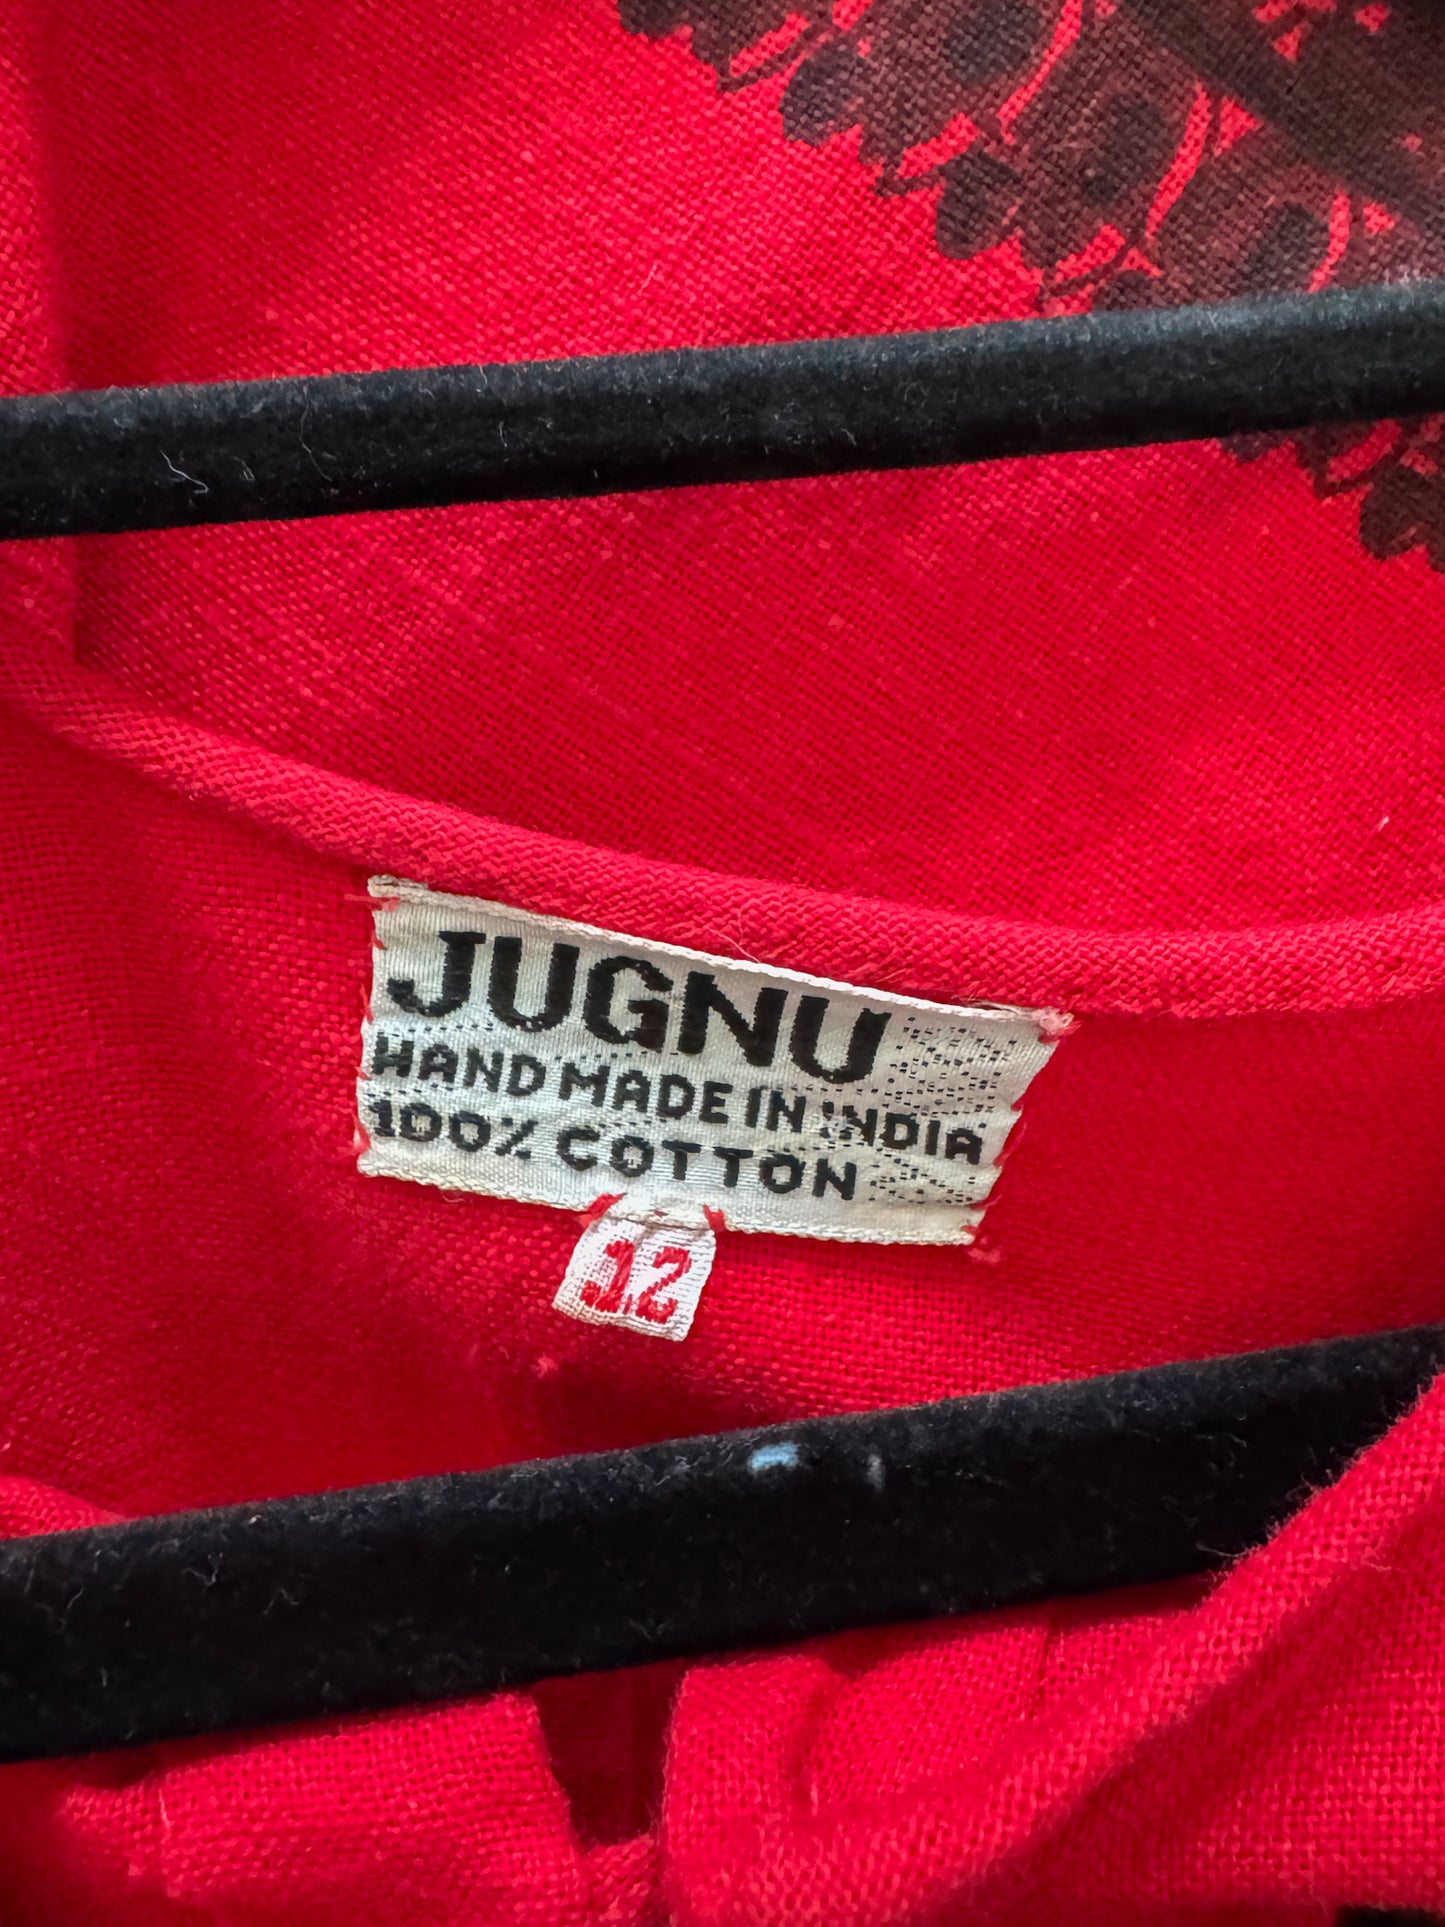 JUGNU
HAND MADE IN INDIA
100% COTTON
12